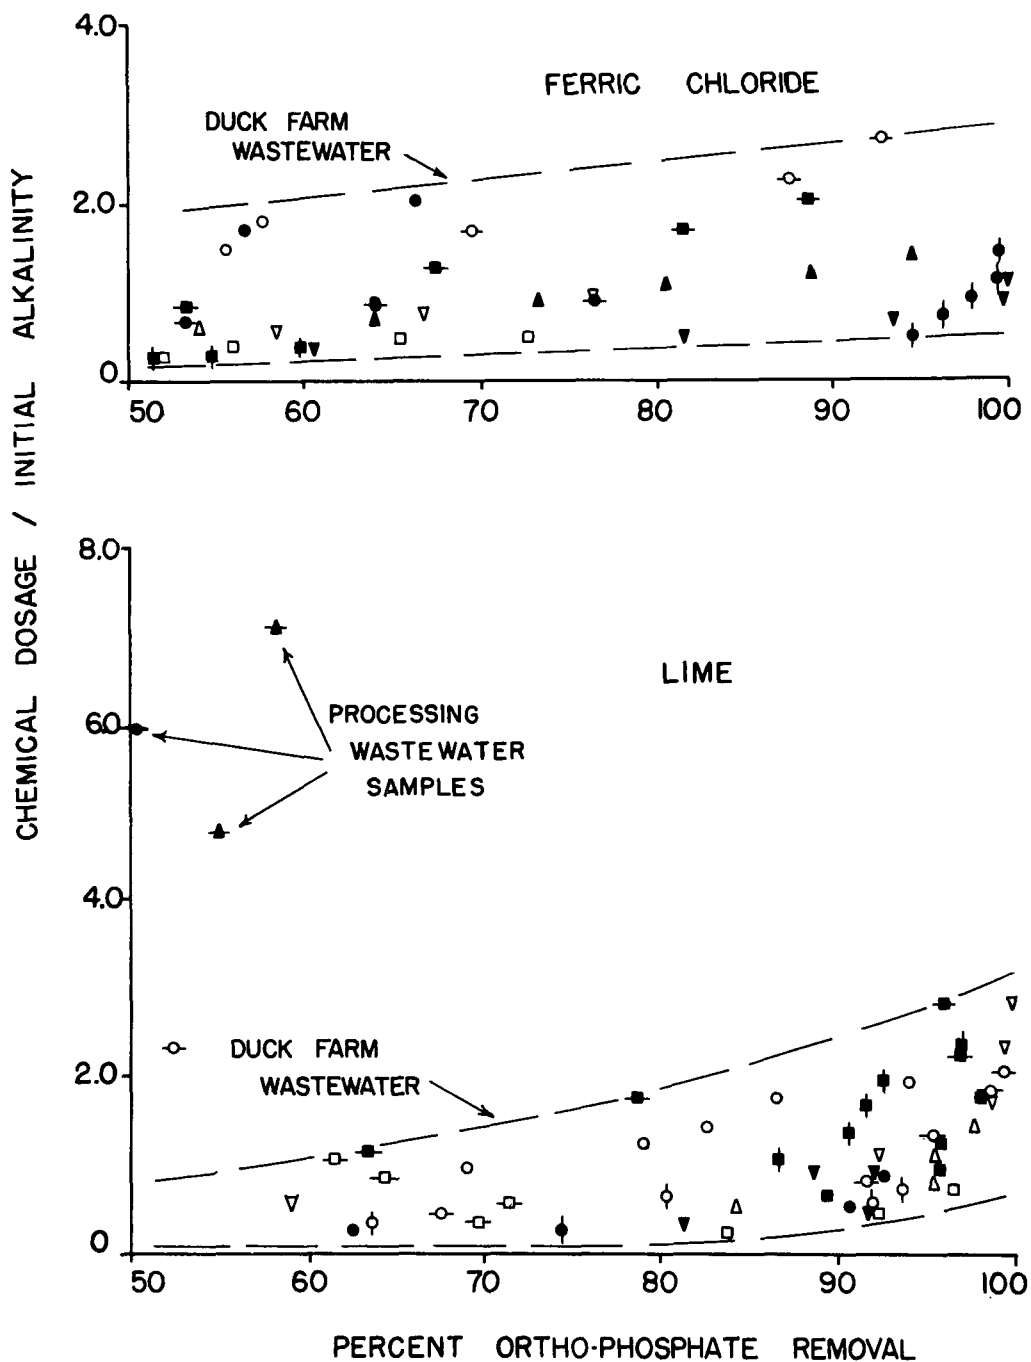 CHEMICAL DOSAGE / INITIAL ALKALINITY
4.0
FERRIC CHLORIDE
DUCK FARM
WASTEWATER
2.0
0
50 60 70 80 90 100
8.0
LIME
PROCESSING
WASTEWATER
SAMPLES
6.0
4.0
DUCK FARM
WASTEWATER
2.0
0
50 60 70 80 90 100
PERCENT ORTHO-PHOSPHATE REMOVAL